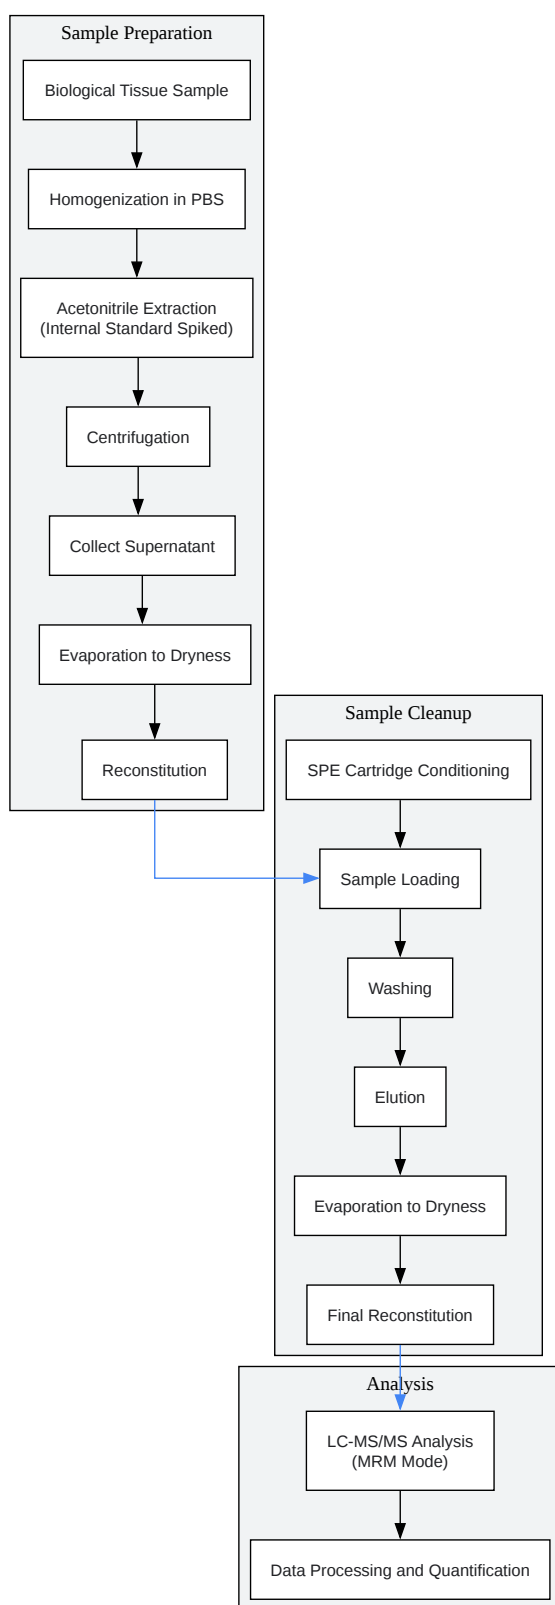 Sample Preparation
Biological Tissue Sample
Homogenization in PBS
Acetonitrile Extraction
(Internal Standard Spiked)
Centrifugation
Collect Supernatant
Evaporation to Dryness
Reconstitution
Sample Cleanup
SPE Cartridge Conditioning
Sample Loading
Washing
Elution
Evaporation to Dryness
Final Reconstitution
Analysis
LC-MS/MS Analysis
(MRM Mode)
Data Processing and Quantification